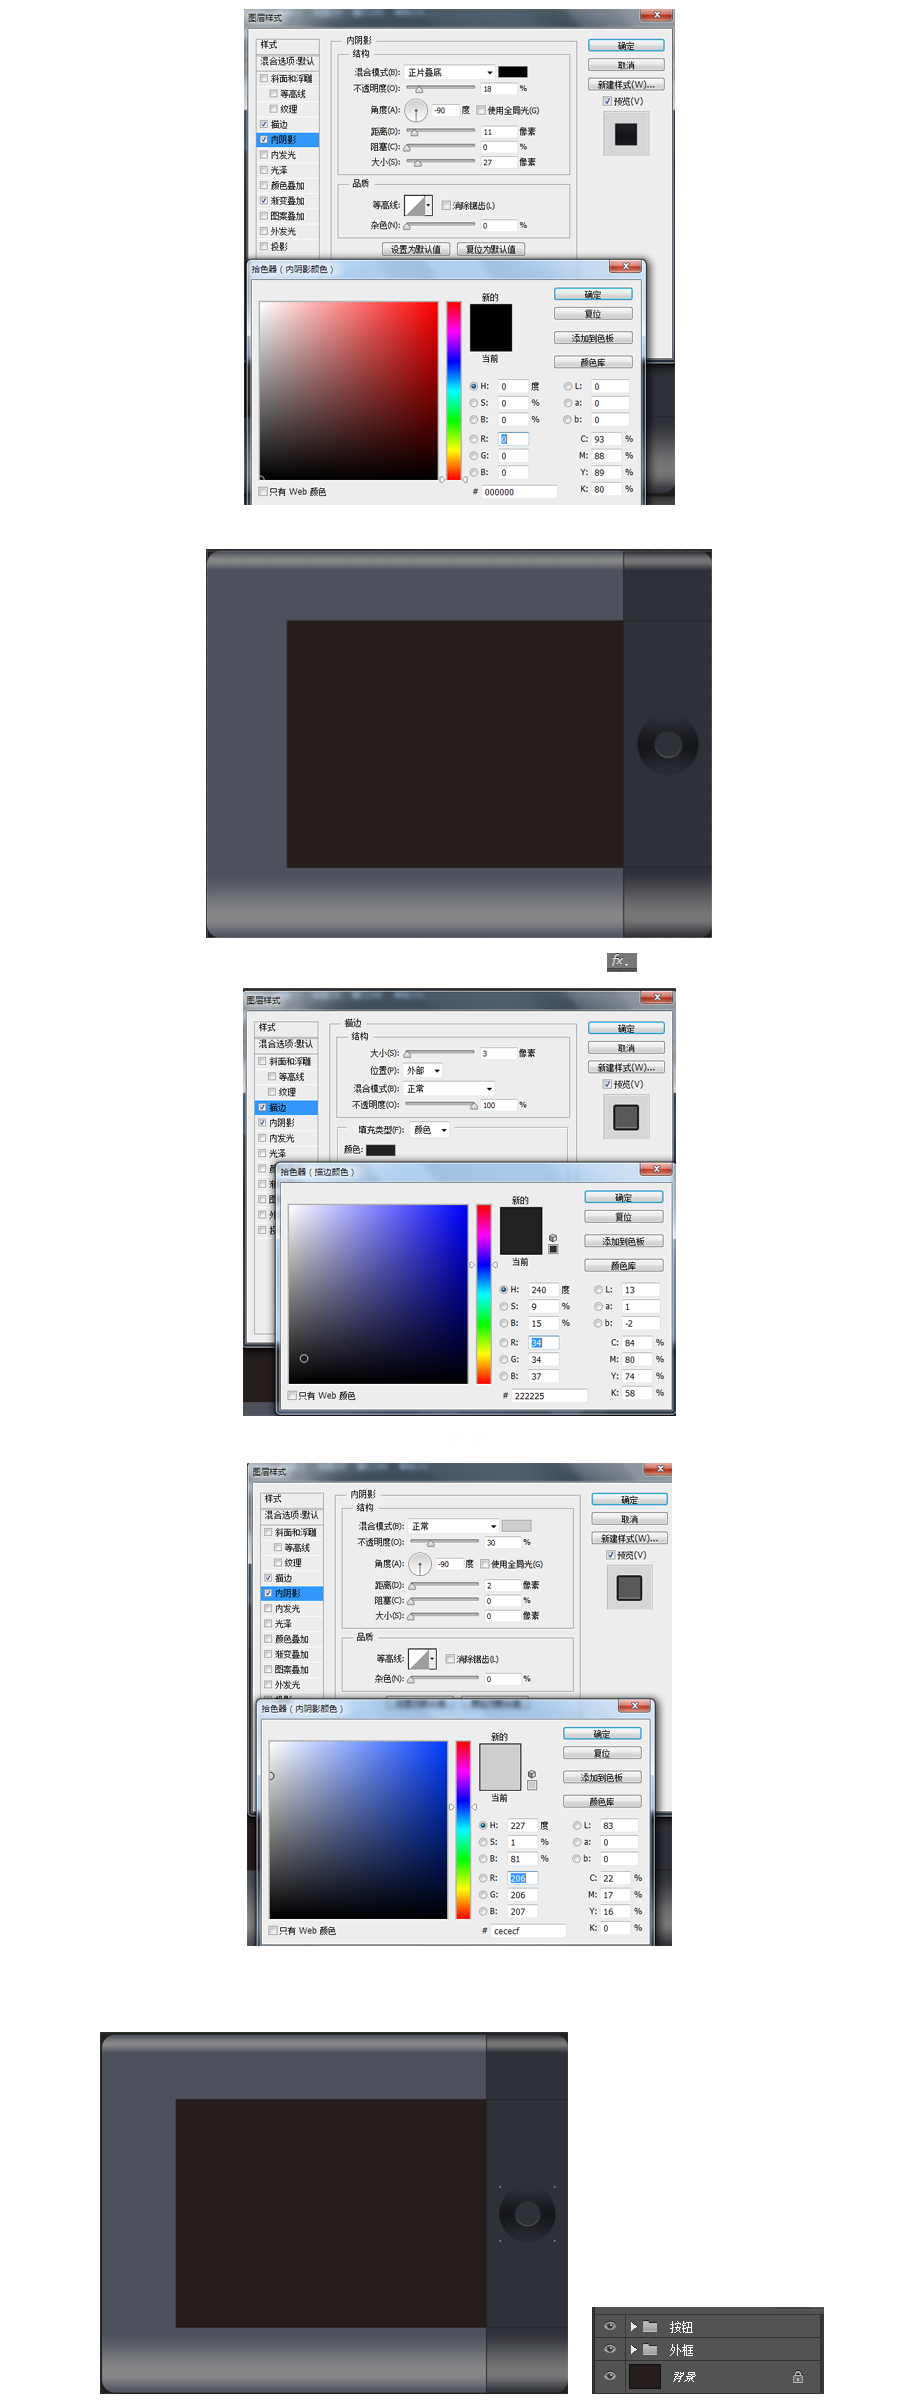 图层样式
样式
混合选项:默认
斜面和浮雕
等高线
纹理
描边
内阴影
内发光
光泽
颜色叠加
渐变叠加
图案叠加
外发光
投影
内阴影
结构
混合模式(B): 正片叠底
不透明度(O): 18 %
角度(A): -90 度 使用全局光(G)
距离(D): 11 像素
阻塞(C): 0 %
大小(S): 27 像素
品质
等高线: 消除锯齿(L)
杂色(N): 0 %
设置为默认值 复位为默认值
确定
取消
新建样式(W)...
预览(V)
拾色器（内阴影颜色）
新的
当前
确定
复位
添加到色板
颜色库
H: 0 度 L: 0
S: 0 % a: 0
B: 0 % b: 0
R: 0 C: 93 %
G: 0 M: 88 %
B: 0 Y: 89 %
K: 80 %
只有 Web 颜色
# 000000
fx.
图层样式
样式
混合选项:默认
斜面和浮雕
等高线
纹理
描边
内阴影
内发光
光泽
描边
结构
大小(S): 3 像素
位置(P): 外部
混合模式(B): 正常
不透明度(O): 100 %
填充类型(F): 颜色
颜色:
确定
取消
新建样式(W)...
预览(V)
拾色器（描边颜色）
新的
当前
确定
复位
添加到色板
颜色库
H: 240 度 L: 13
S: 9 % a: 1
B: 15 % b: -2
R: 34 C: 84 %
G: 34 M: 80 %
B: 37 Y: 74 %
K: 58 %
只有 Web 颜色
# 222225
图层样式
样式
混合选项:默认
斜面和浮雕
等高线
纹理
描边
内阴影
内发光
光泽
颜色叠加
渐变叠加
图案叠加
外发光
内阴影
结构
混合模式(B): 正常
不透明度(O): 30 %
角度(A): -90 度 使用全局光(G)
距离(D): 2 像素
阻塞(C): 0 %
大小(S): 0 像素
品质
等高线: 消除锯齿(L)
杂色(N): 0 %
确定
取消
新建样式(W)...
预览(V)
拾色器（内阴影颜色）
新的
当前
确定
复位
添加到色板
颜色库
H: 227 度 L: 83
S: 1 % a: 0
B: 81 % b: 0
R: 206 C: 22 %
G: 206 M: 17 %
B: 207 Y: 16 %
K: 0 %
只有 Web 颜色
# cececf
按钮
外框
背景